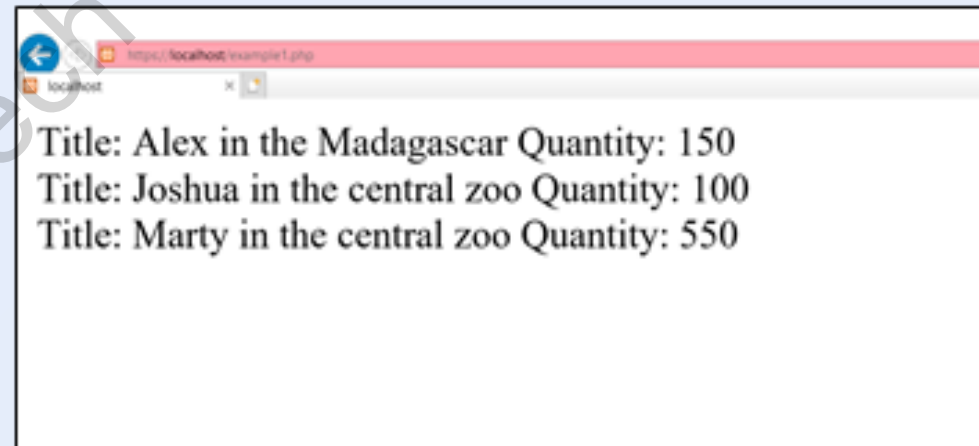 https://localhost/example1.php
localhost
Title: Alex in the Madagascar Quantity: 150
Title: Joshua in the central zoo Quantity: 100
Title: Marty in the central zoo Quantity: 550